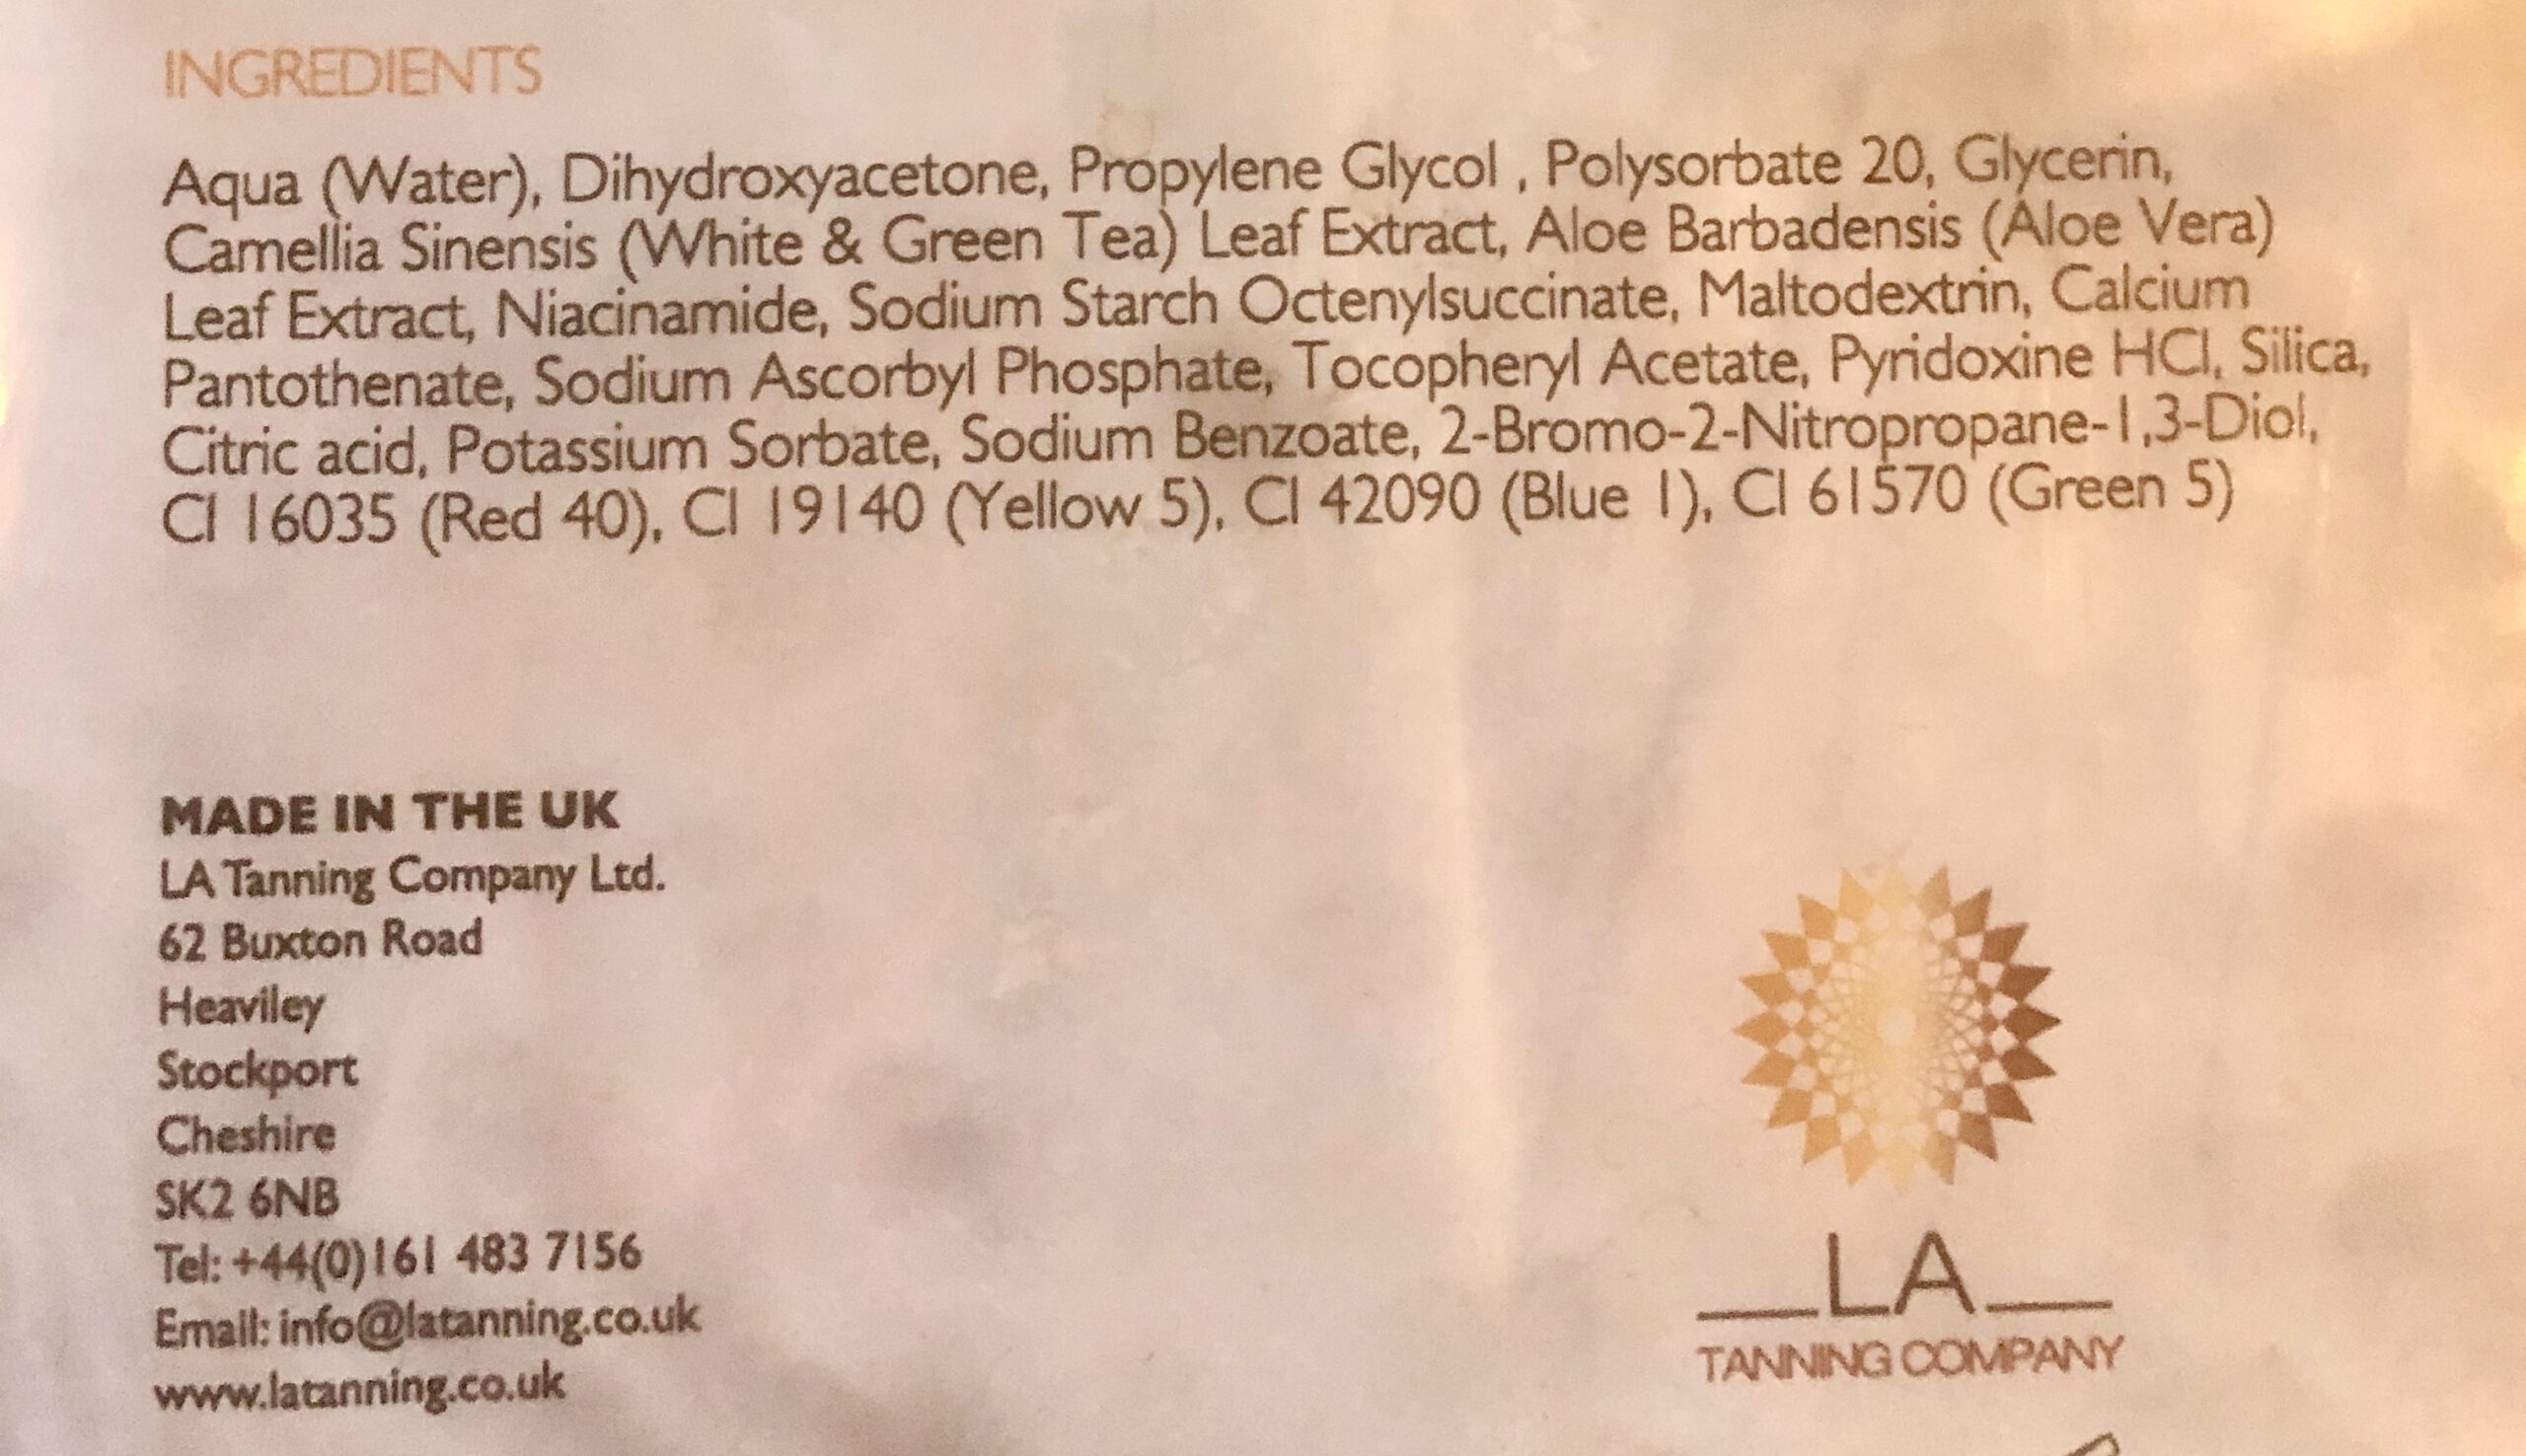 INGREDIENTS
Aqua (Water), Dihydroxyacetone, Propylene Glycol , Polysorbate 20, Glycerin,
Camellia Sinensis (White & Green Tea) Leaf Extract, Aloe Barbadensis (Aloe Vera)
Leaf Extract, Niacinamide, Sodium Starch Octenylsuccinate, Maltodextrin, Calcium
Pantothenate, Sodium Ascorbyl Phosphate, Tocopheryl Acetate, Pyridoxine HCl, Silica,
Citric acid, Potassium Sorbate, Sodium Benzoate, 2-Bromo-2-Nitropropane-1,3-Diol,
CI 16035 (Red 40), CI 19140 (Yellow 5), CI 42090 (Blue 1), CI 61570 (Green 5)
MADE IN THE UK
LA Tanning Company Ltd.
62 Buxton Road
Heaviley
Stockport
Cheshire
SK2 6NB
Tel: +44(0)161 483 7156
Email: info@latanning.co.uk
www.latanning.co.uk
LA
TANNING COMPANY